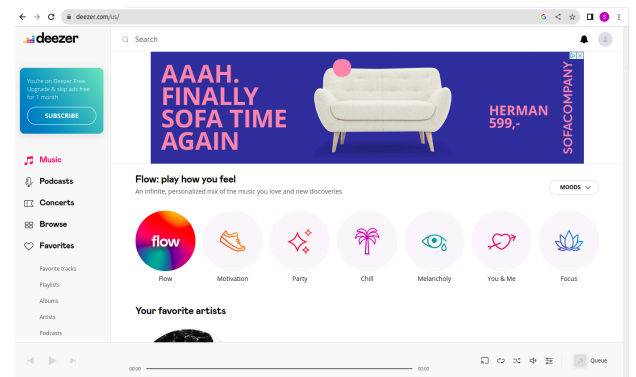 deezer.com/us/
S
deezer
Search
You're on Deezer Free
Upgrade & skip ads free
for 1 month
SUBSCRIBE
Music
Podcasts
Concerts
Browse
Favorites
Favorite tracks
Playlists
Albums
Artists
Podcasts
AAAH.
FINALLY
SOFA TIME
AGAIN
HERMAN
599,-
SOFACOMPANY
Flow: play how you feel
An infinite, personalized mix of the music you love and new discoveries
MOODS
flow
Flow
Motivation
Party
Chill
Melancholy
You & Me
Focus
Your favorite artists
00:00
00:00
Queue